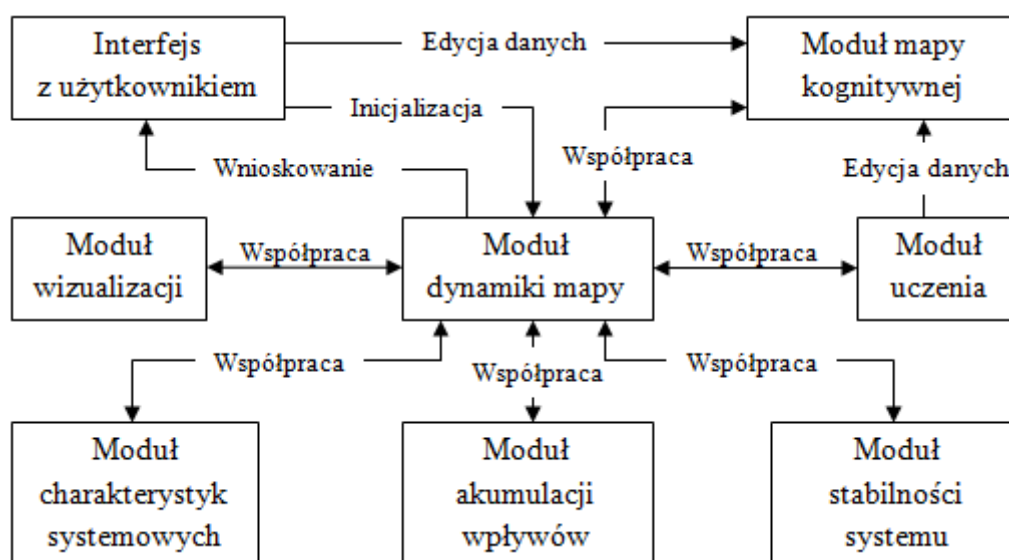 Interfejs
z użytkownikiem
Edycja danych
Moduł mapy
kognitywnej
Inicjalizacja
Współpraca
Wnioskowanie
Edycja danych
Moduł
wizualizacji
Współpraca
Moduł
dynamiki mapy
Współpraca
Moduł
uczenia
Współpraca
Współpraca
Współpraca
Moduł
charakterystyk
systemowych
Moduł
akumulacji
wpływów
Moduł
stabilności
systemu